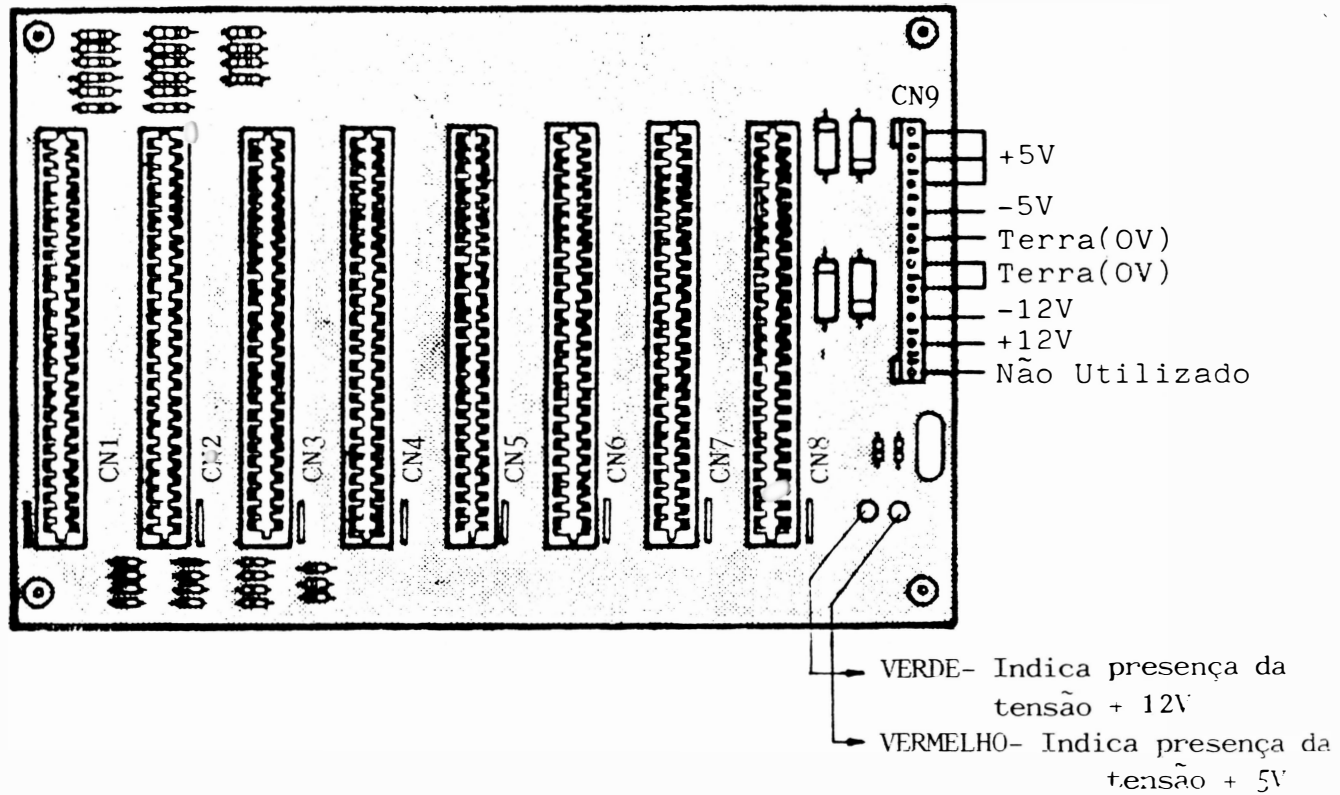 CN9
+5V
-5V
Terra(0V)
Terra(0V)
-12V
+12V
Não Utilizado
CN1
CN2
CN3
CN4
CN5
CN6
CN7
CN8
VERDE- Indica presença da
tensão + 12V
VERMELHO- Indica presença da
tensão + 5V